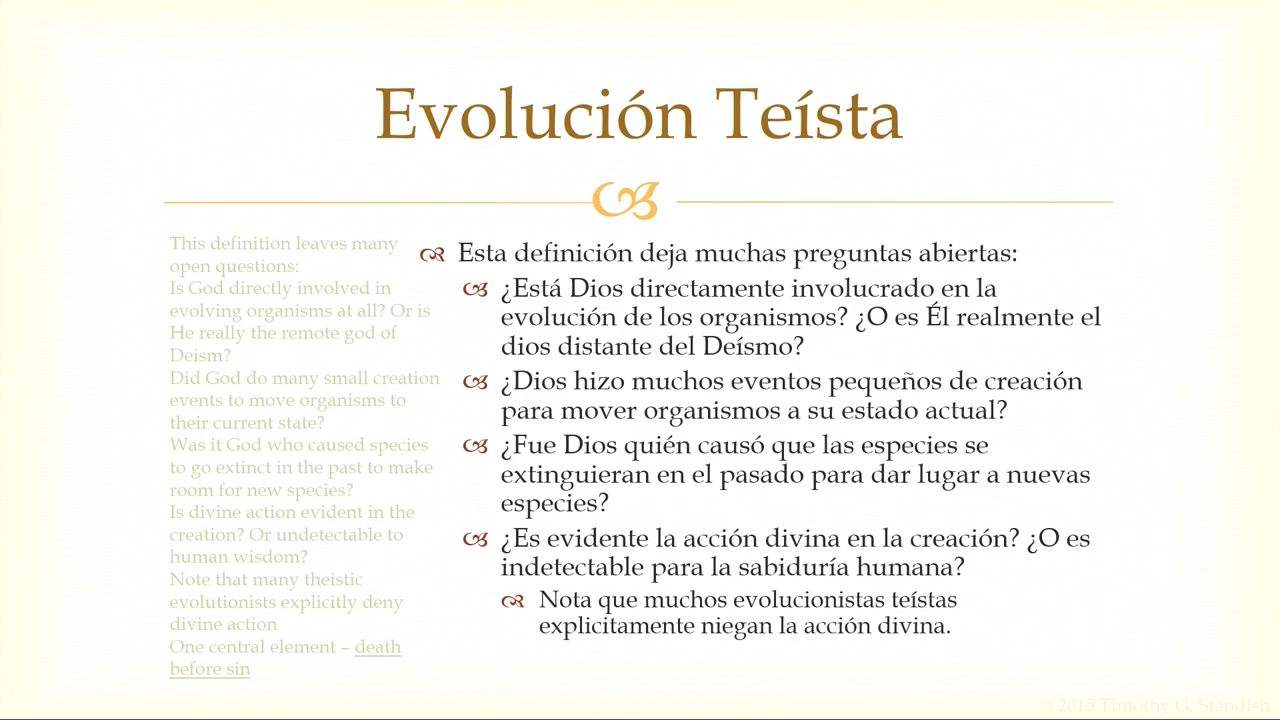 Evolución Teísta
This definition leaves many
open questions:
Is God directly involved in
evolving organisms at all? Or is
He really the remote god of
Deism?
Did God do many small creation
events to move organisms to
their current state?
Was it God who caused species
to go extinct in the past to make
room for new species?
Is divine action evident in the
creation? Or undetectable to
human wisdom?
Note that many theistic
evolutionists explicitly deny
divine action
One central element – death
before sin
Esta definición deja muchas preguntas abiertas:
¿Está Dios directamente involucrado en la
evolución de los organismos? ¿O es Él realmente el
dios distante del Deísmo?
¿Dios hizo muchos eventos pequeños de creación
para mover organismos a su estado actual?
¿Fue Dios quién causó que las especies se
extinguieran en el pasado para dar lugar a nuevas
especies?
¿Es evidente la acción divina en la creación? ¿O es
indetectable para la sabiduría humana?
Nota que muchos evolucionistas teístas
explicitamente niegan la acción divina.
© 2015 Timothy G. Standish